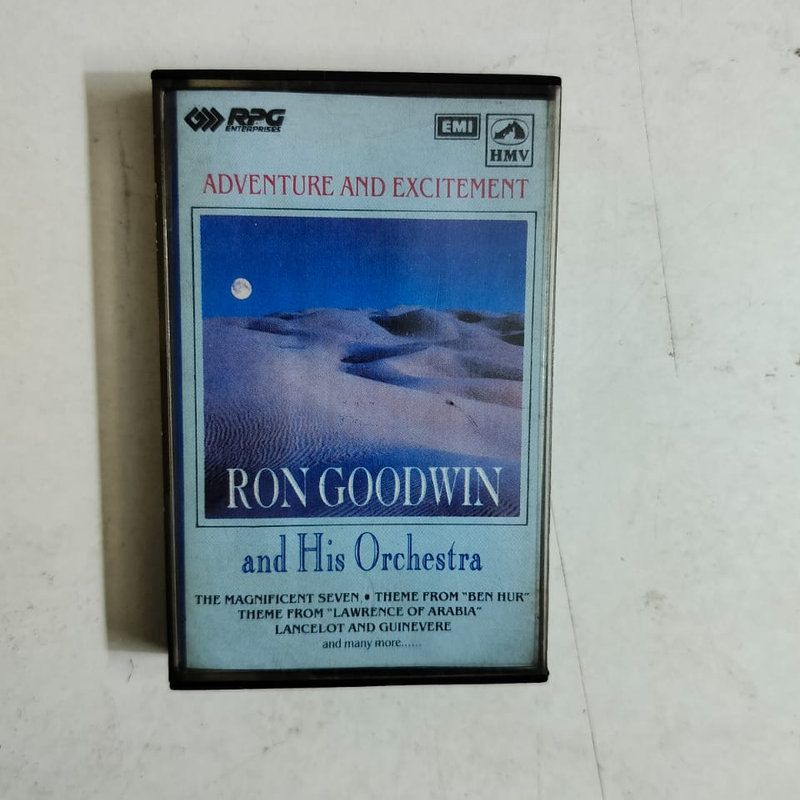 RPG
ENTERPRISES
EMI
HMV
ADVENTURE AND EXCITEMENT
RON GOODWIN
and His Orchestra
THE MAGNIFICENT SEVEN • THEME FROM "BEN HUR"
THEME FROM "LAWRENCE OF ARABIA"
LANCELOT AND GUINEVERE
and many more......